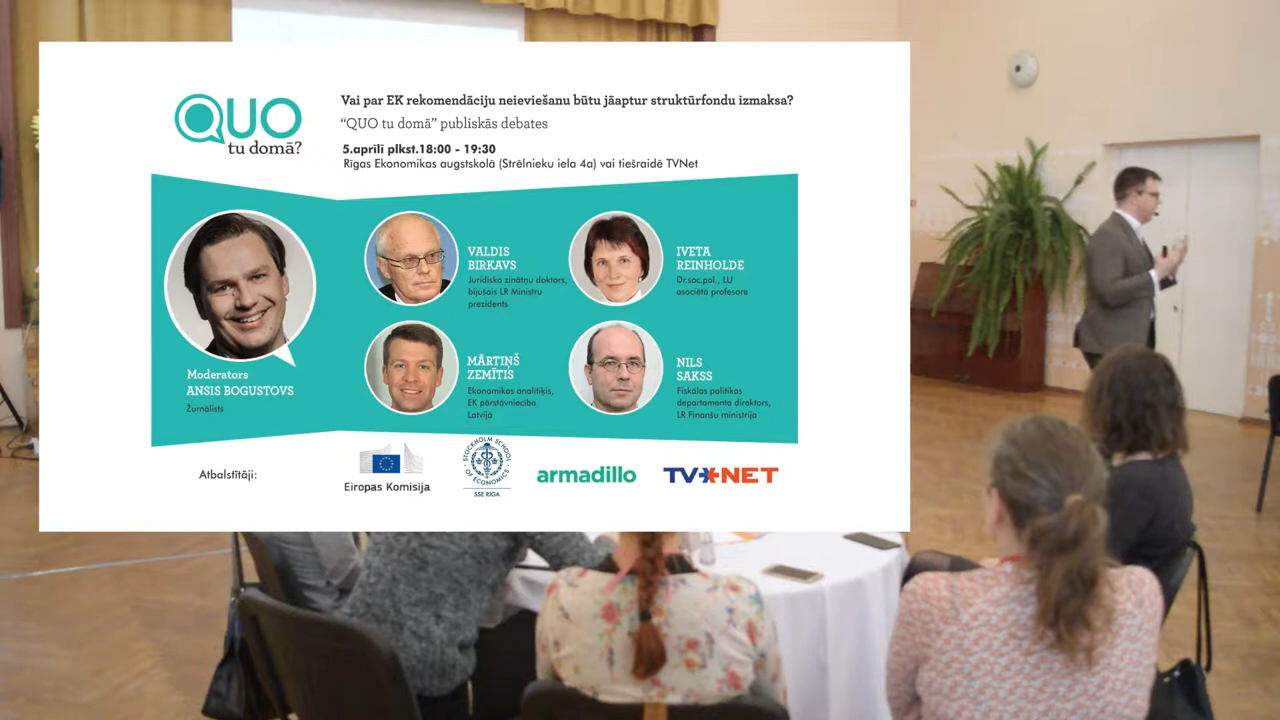 QUO
tu domā?
Vai par EK rekomendāciju neieviešanu būtu jāaptur struktūrfondu izmaksa?
“QUO tu domā” publiskās debates
5.aprīlī plkst.18:00 - 19:30
Rīgas Ekonomikas augstskolā (Strēlnieku iela 4a) vai tiešraidē TVNet
Moderators
ANSIS BOGUSTOVS
Žurnālists
VALDIS
BIRKAVS
Juridisko zinātņu doktors,
bijušais LR Ministru
prezidents
IVETA
REINHOLDE
Dr.soc.pol., LU
asociētā profesore
MĀRTIŅŠ
ZEMĪTIS
Ekonomikas analītiķis,
EK pārstāvniecība
Latvijā
NILS
SAKSS
Fiskālās politikas
departamenta direktors,
LR Finanšu ministrija
Atbalstītāji:
Eiropas Komisija
STOCKHOLM SCHOOL
OF ECONOMICS
SSE RIGA
armadillo
TVNET